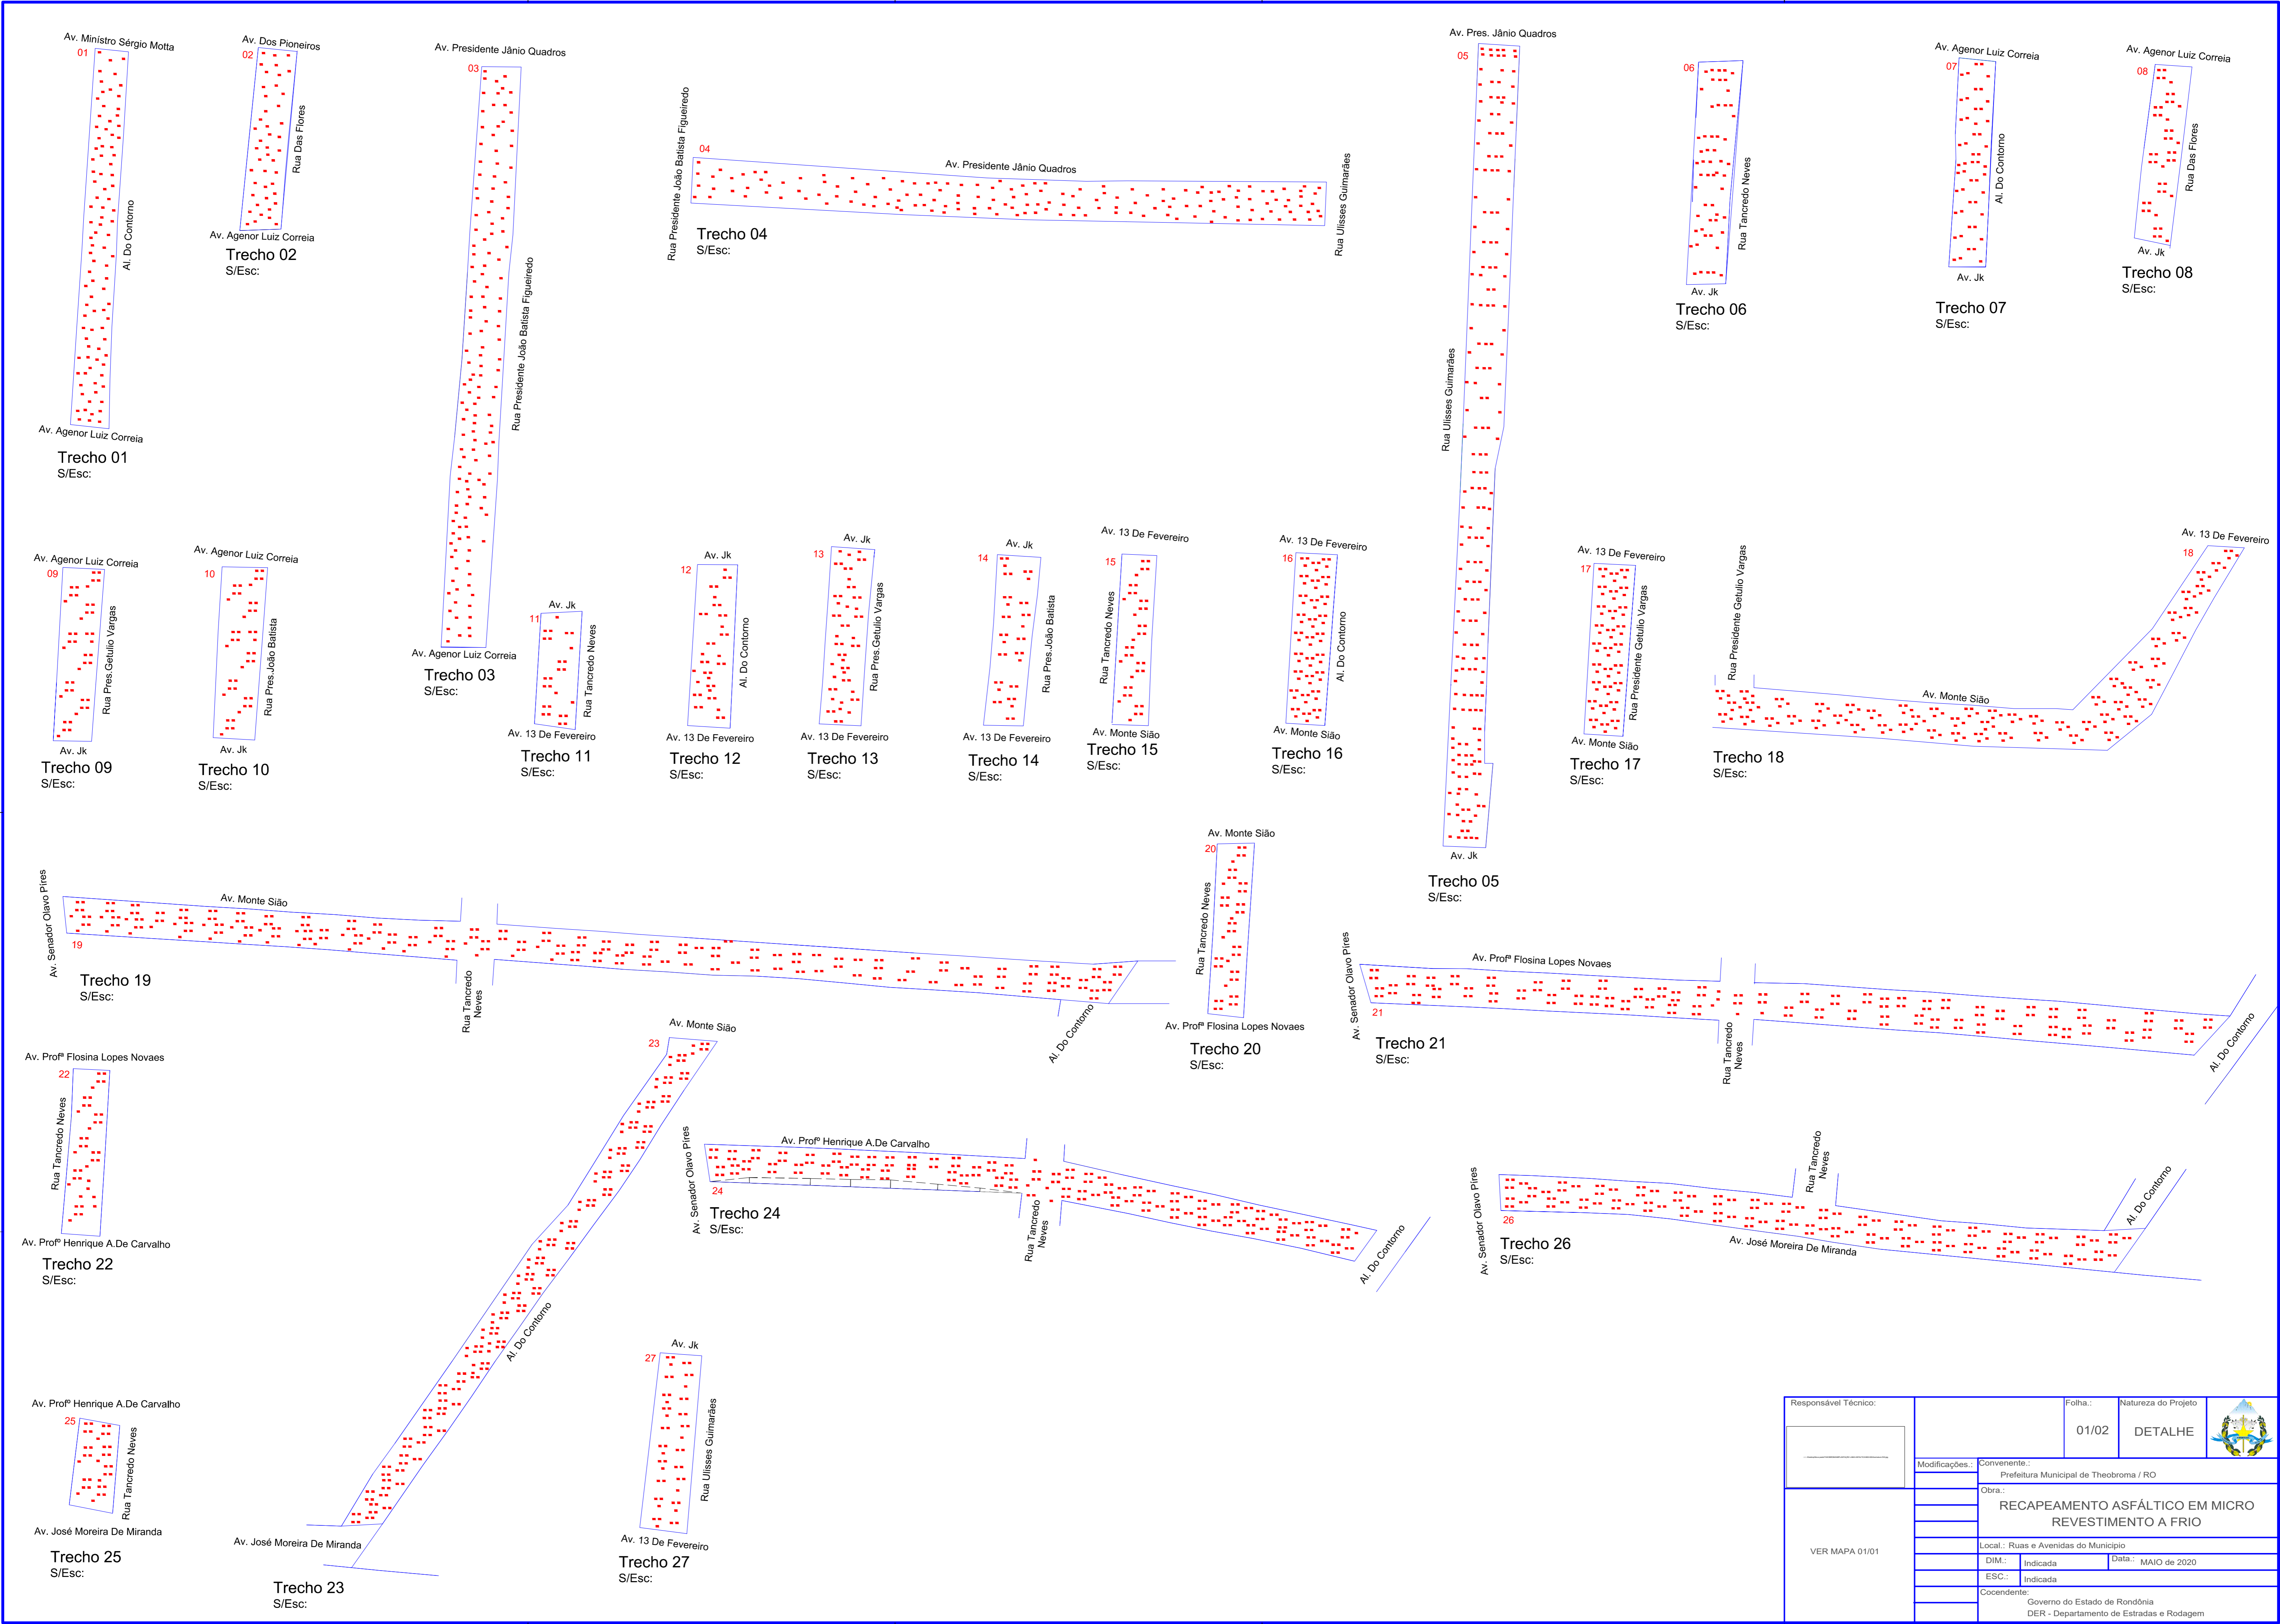 Av. Minístro Sérgio Motta
01
Al. Do Contorno
Av. Agenor Luiz Correia
Trecho 01
S/Esc:
Av. Dos Pioneiros
02
Rua Das Flores
Av. Agenor Luiz Correia
Trecho 02
S/Esc:
Av. Presidente Jânio Quadros
03
Rua Presidente João Batista Figueiredo
Av. Agenor Luiz Correia
Trecho 03
S/Esc:
Rua Presidente João Batista Figueiredo
04
Av. Presidente Jânio Quadros
Rua Ulisses Guimarães
Trecho 04
S/Esc:
Av. Pres. Jânio Quadros
05
Rua Ulisses Guimarães
Av. Jk
Trecho 05
S/Esc:
06
Rua Tancredo Neves
Av. Jk
Trecho 06
S/Esc:
Av. Agenor Luiz Correia
07
Al. Do Contorno
Av. Jk
Trecho 07
S/Esc:
Av. Agenor Luiz Correia
08
Rua Das Flores
Av. Jk
Trecho 08
S/Esc:
Av. Agenor Luiz Correia
09
Rua Pres.Getulio Vargas
Av. Jk
Trecho 09
S/Esc:
Av. Agenor Luiz Correia
10
Rua Pres.João Batista
Av. Jk
Trecho 10
S/Esc:
Av. Jk
11
Rua Tancredo Neves
Av. 13 De Fevereiro
Trecho 11
S/Esc:
Av. Jk
12
Al. Do Contorno
Av. 13 De Fevereiro
Trecho 12
S/Esc:
Av. Jk
13
Rua Pres.Getulio Vargas
Av. 13 De Fevereiro
Trecho 13
S/Esc:
Av. Jk
14
Rua Pres.João Batista
Av. 13 De Fevereiro
Trecho 14
S/Esc:
Av. 13 De Fevereiro
15
Rua Tancredo Neves
Av. Monte Sião
Trecho 15
S/Esc:
Av. 13 De Fevereiro
16
Al. Do Contorno
Av. Monte Sião
Trecho 16
S/Esc:
Av. 13 De Fevereiro
17
Rua Presidente Getulio Vargas
Av. Monte Sião
Trecho 17
S/Esc:
Rua Presidente Getulio Vargas
Av. 13 De Fevereiro
18
Av. Monte Sião
Trecho 18
S/Esc:
Av. Senador Olavo Pires
Av. Monte Sião
19
Trecho 19
S/Esc:
Rua Tancredo
Neves
Al. Do Contorno
Av. Monte Sião
20
Rua Tancredo Neves
Av. Profª Flosina Lopes Novaes
Trecho 20
S/Esc:
Av. Senador Olavo Pires
Av. Profª Flosina Lopes Novaes
21
Trecho 21
S/Esc:
Rua Tancredo
Neves
Al. Do Contorno
Av. Profª Flosina Lopes Novaes
22
Rua Tancredo Neves
Av. Profº Henrique A.De Carvalho
Trecho 22
S/Esc:
Av. Monte Sião
23
Al. Do Contorno
Av. José Moreira De Miranda
Trecho 23
S/Esc:
Av. Senador Olavo Pires
Av. Profº Henrique A.De Carvalho
24
Trecho 24
S/Esc:
Rua Tancredo
Neves
Al. Do Contorno
Av. Profº Henrique A.De Carvalho
25
Rua Tancredo Neves
Av. José Moreira De Miranda
Trecho 25
S/Esc:
Av. Senador Olavo Pires
Rua Tancredo
Neves
Al. Do Contorno
26
Trecho 26
S/Esc:
Av. José Moreira De Miranda
Av. Jk
27
Rua Ulisses Guimarães
Av. 13 De Fevereiro
Trecho 27
S/Esc:
Responsável Técnico:
Folha.:
01/02
Natureza do Projeto
DETALHE
Modificações.:
Convenente.:
Prefeitura Municipal de Theobroma / RO
Obra.:
RECAPEAMENTO ASFÁLTICO EM MICRO
REVESTIMENTO A FRIO
VER MAPA 01/01
Local.: Ruas e Avenidas do Municipio
DIM.: Indicada
Data.: MAIO de 2020
ESC.: Indicada
Cocendente:
Governo do Estado de Rondônia
DER - Departamento de Estradas e Rodagem